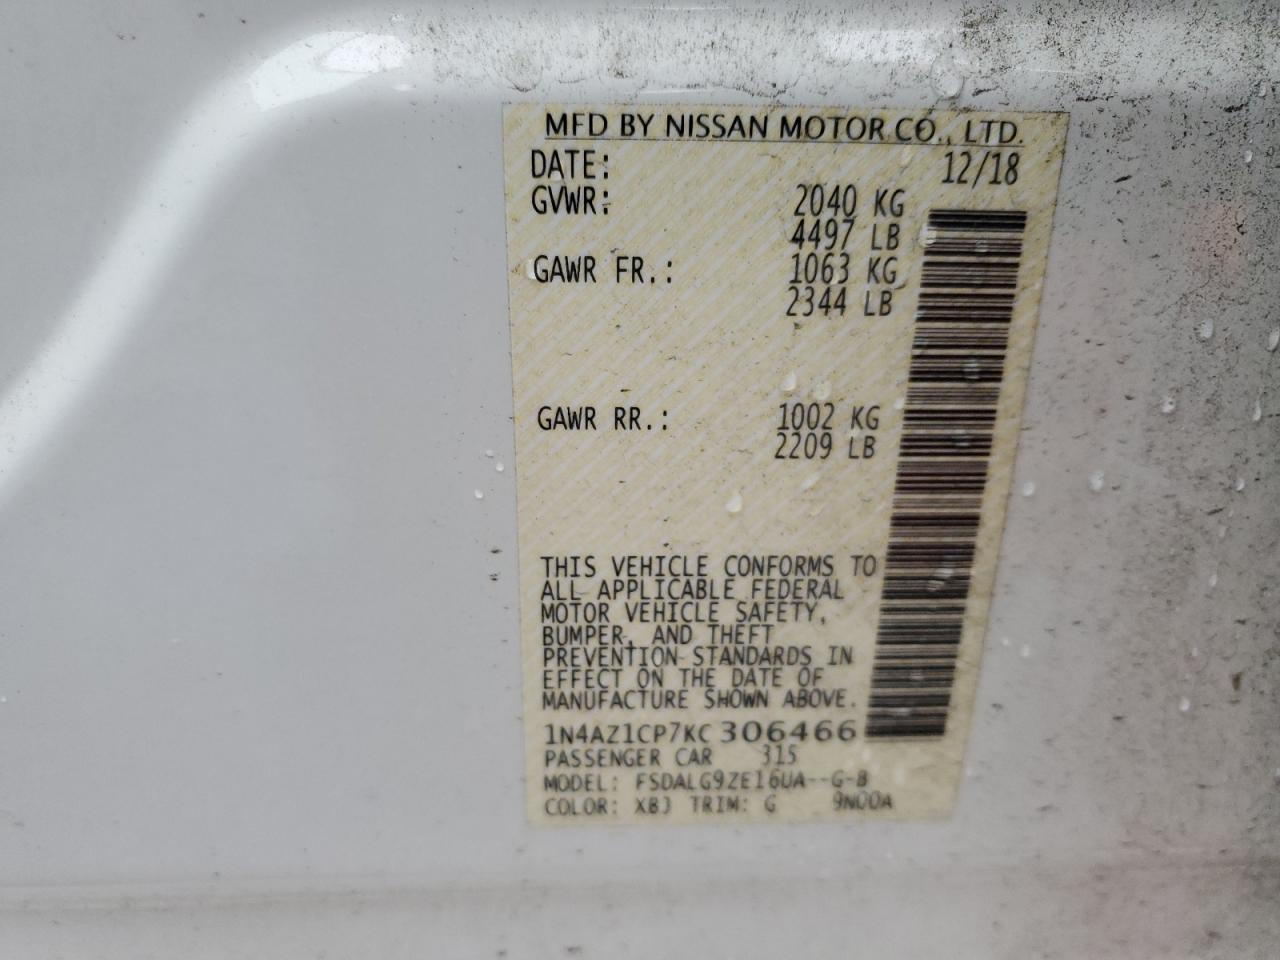 MFD BY NISSAN MOTOR CO., LTD.
DATE: 12/18
GVWR: 2040 KG
4497 LB
GAWR FR.: 1063 KG
2344 LB
GAWR RR.: 1002 KG
2209 LB
THIS VEHICLE CONFORMS TO
ALL APPLICABLE FEDERAL
MOTOR VEHICLE SAFETY,
BUMPER, AND THEFT
PREVENTION STANDARDS IN
EFFECT ON THE DATE OF
MANUFACTURE SHOWN ABOVE.
1N4AZ1CP7KC306466
PASSENGER CAR 315
MODEL: FSDALG9ZE16UA--G-B
COLOR: XBJ TRIM: G 9N00A